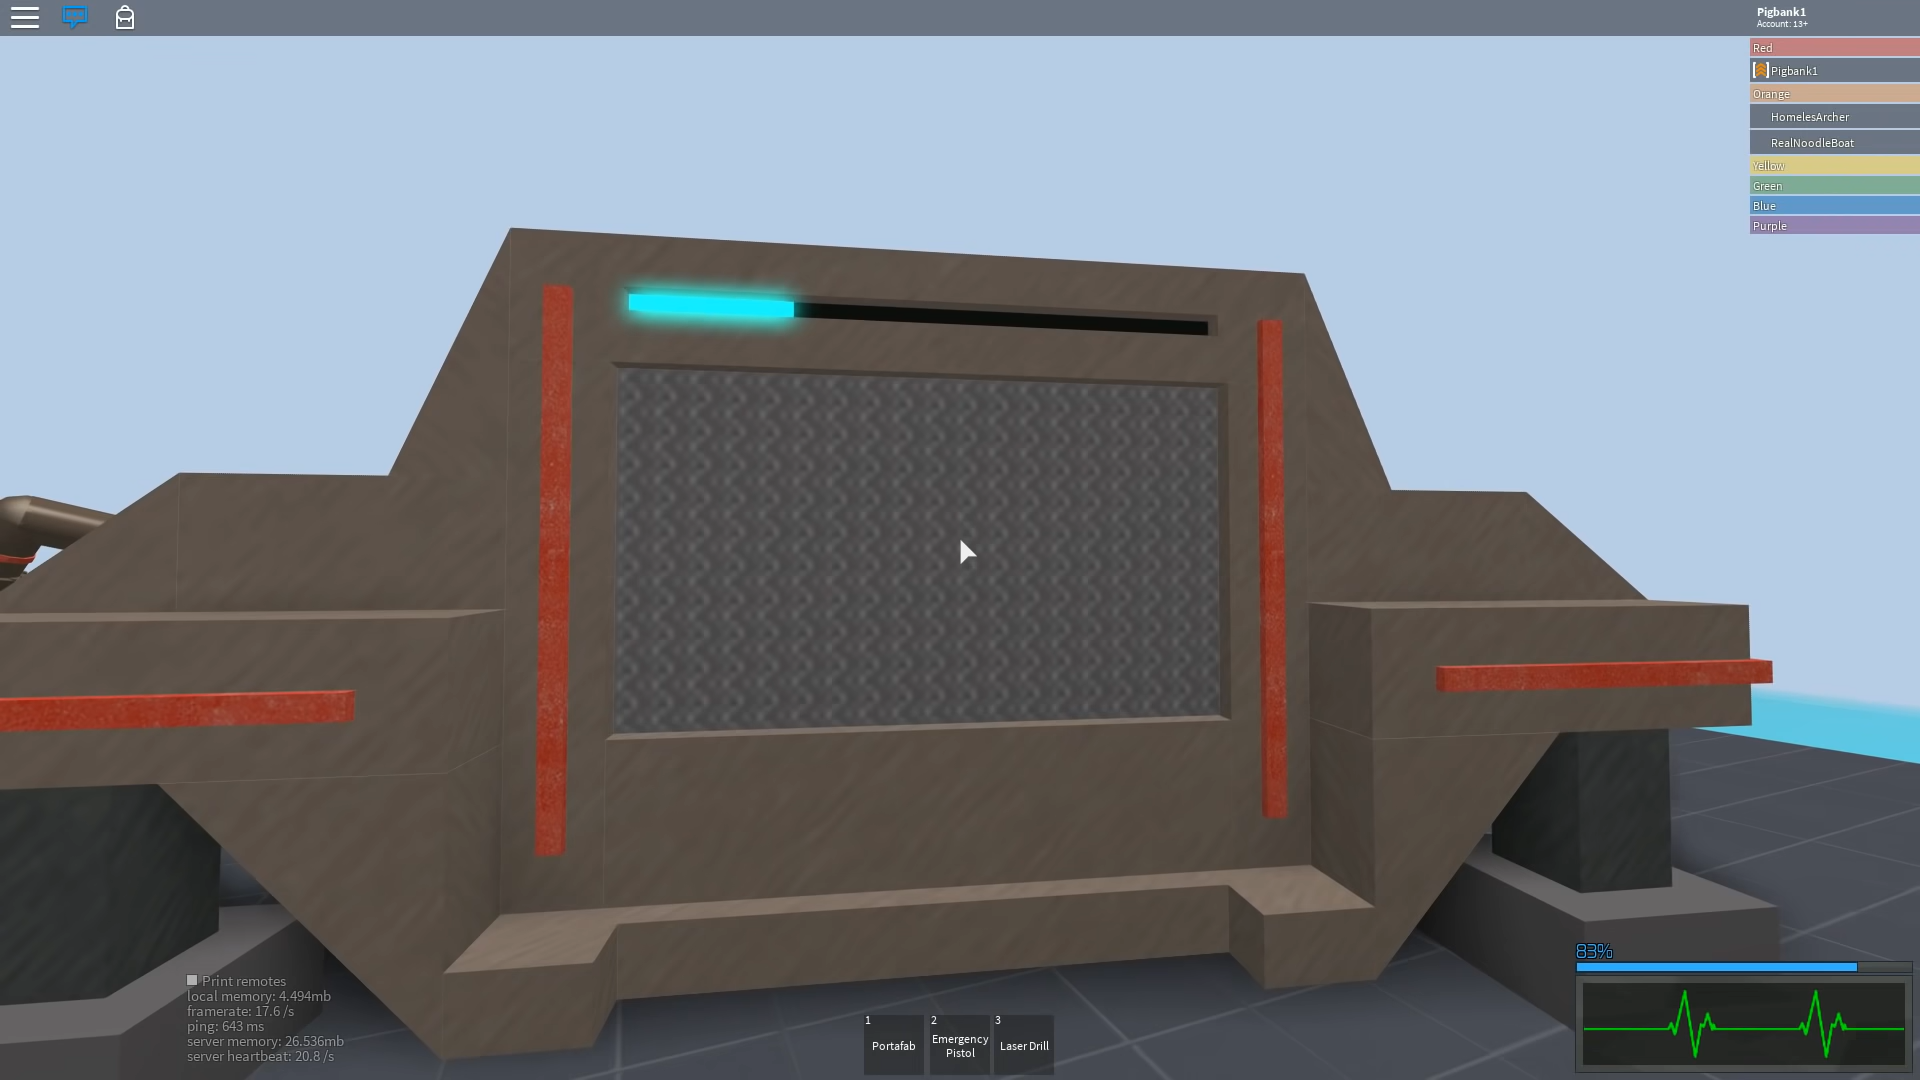 Pigbank1
Account: 13+
Red
Pigbank1
Orange
HomelesArcher
RealNoodleBoat
Yellow
Green
Blue
Purple
83%
Print remotes
local memory: 4.494mb
framerate: 17.6 /s
ping: 643 ms
server memory: 26.536mb
server heartbeat: 20.8 /s
1
Portafab
2
Emergency
Pistol
3
Laser Drill